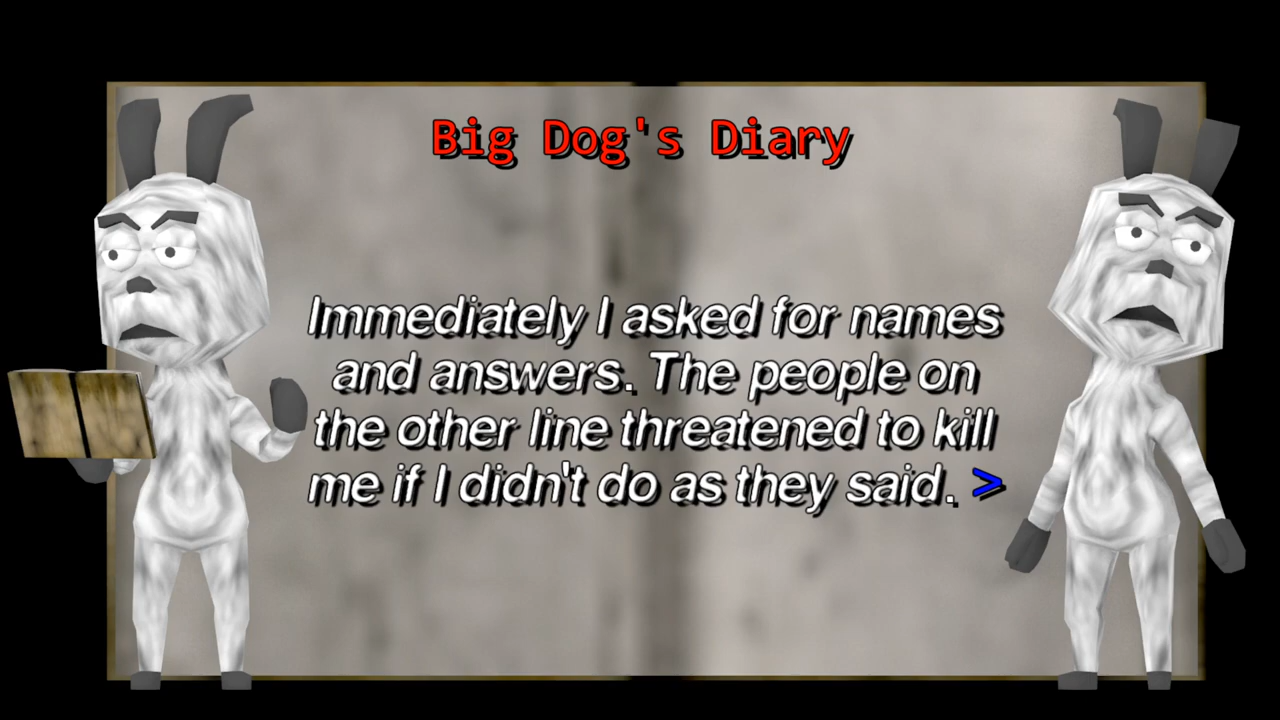 Big Dog's Diary
Immediately I asked for names
and answers. The people on
the other line threatened to kill
me if I didn't do as they said. >